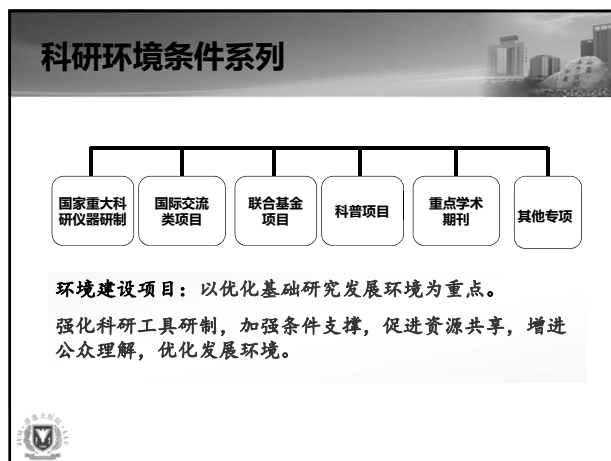 科研环境条件系列
国家重大科
研仪器研制
国际交流
类项目
联合基金
项目
科普项目
重点学术
期刊
其他专项
环境建设项目：以优化基础研究发展环境为重点。
强化科研工具研制，加强条件支撑，促进资源共享，增进
公众理解，优化发展环境。